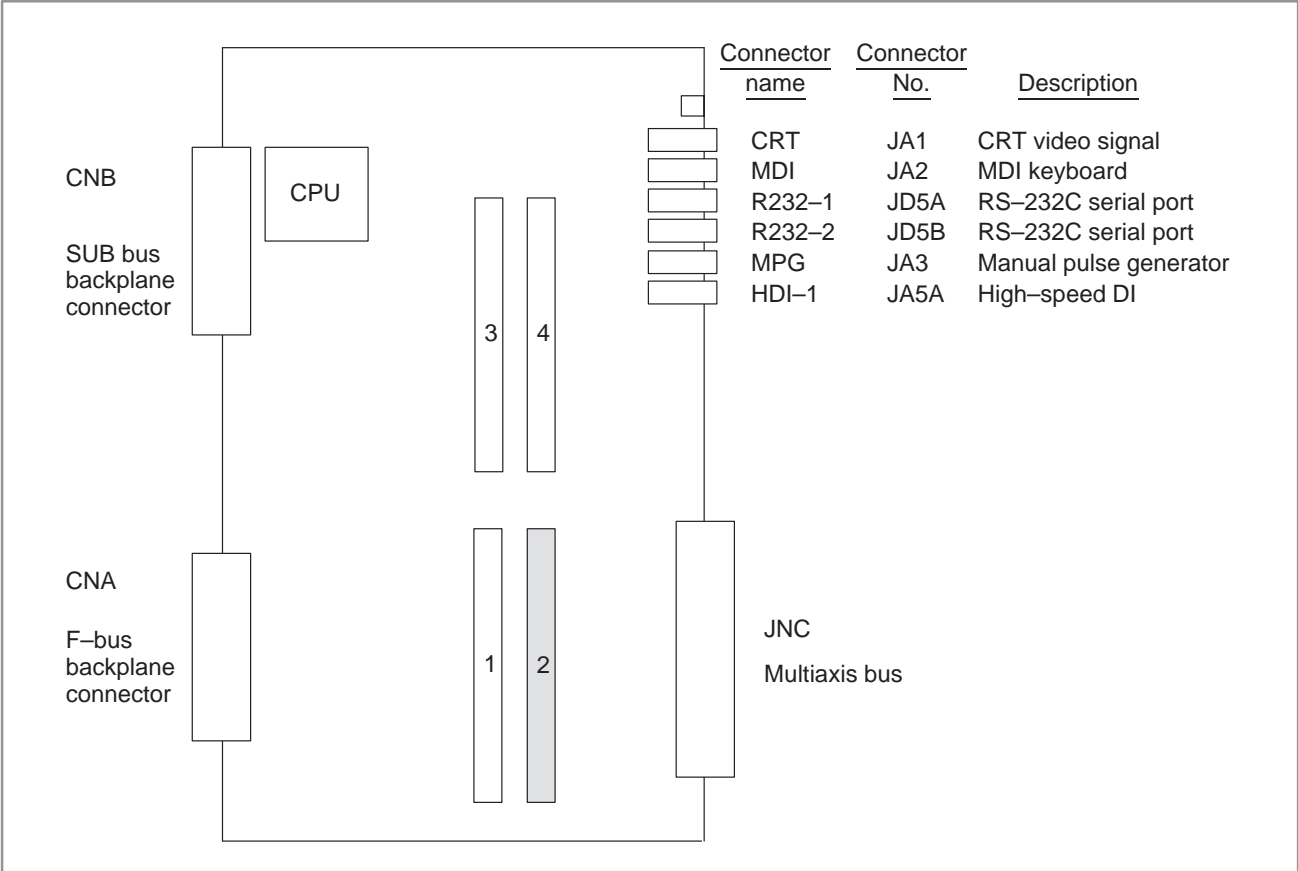 Connector name Connector No. Description
CRT JA1 CRT video signal
MDI JA2 MDI keyboard
R232–1 JD5A RS–232C serial port
R232–2 JD5B RS–232C serial port
MPG JA3 Manual pulse generator
HDI–1 JA5A High–speed DI
CNB
SUB bus
backplane
connector
CPU
3 4
CNA
F–bus
backplane
connector
1 2
JNC
Multiaxis bus